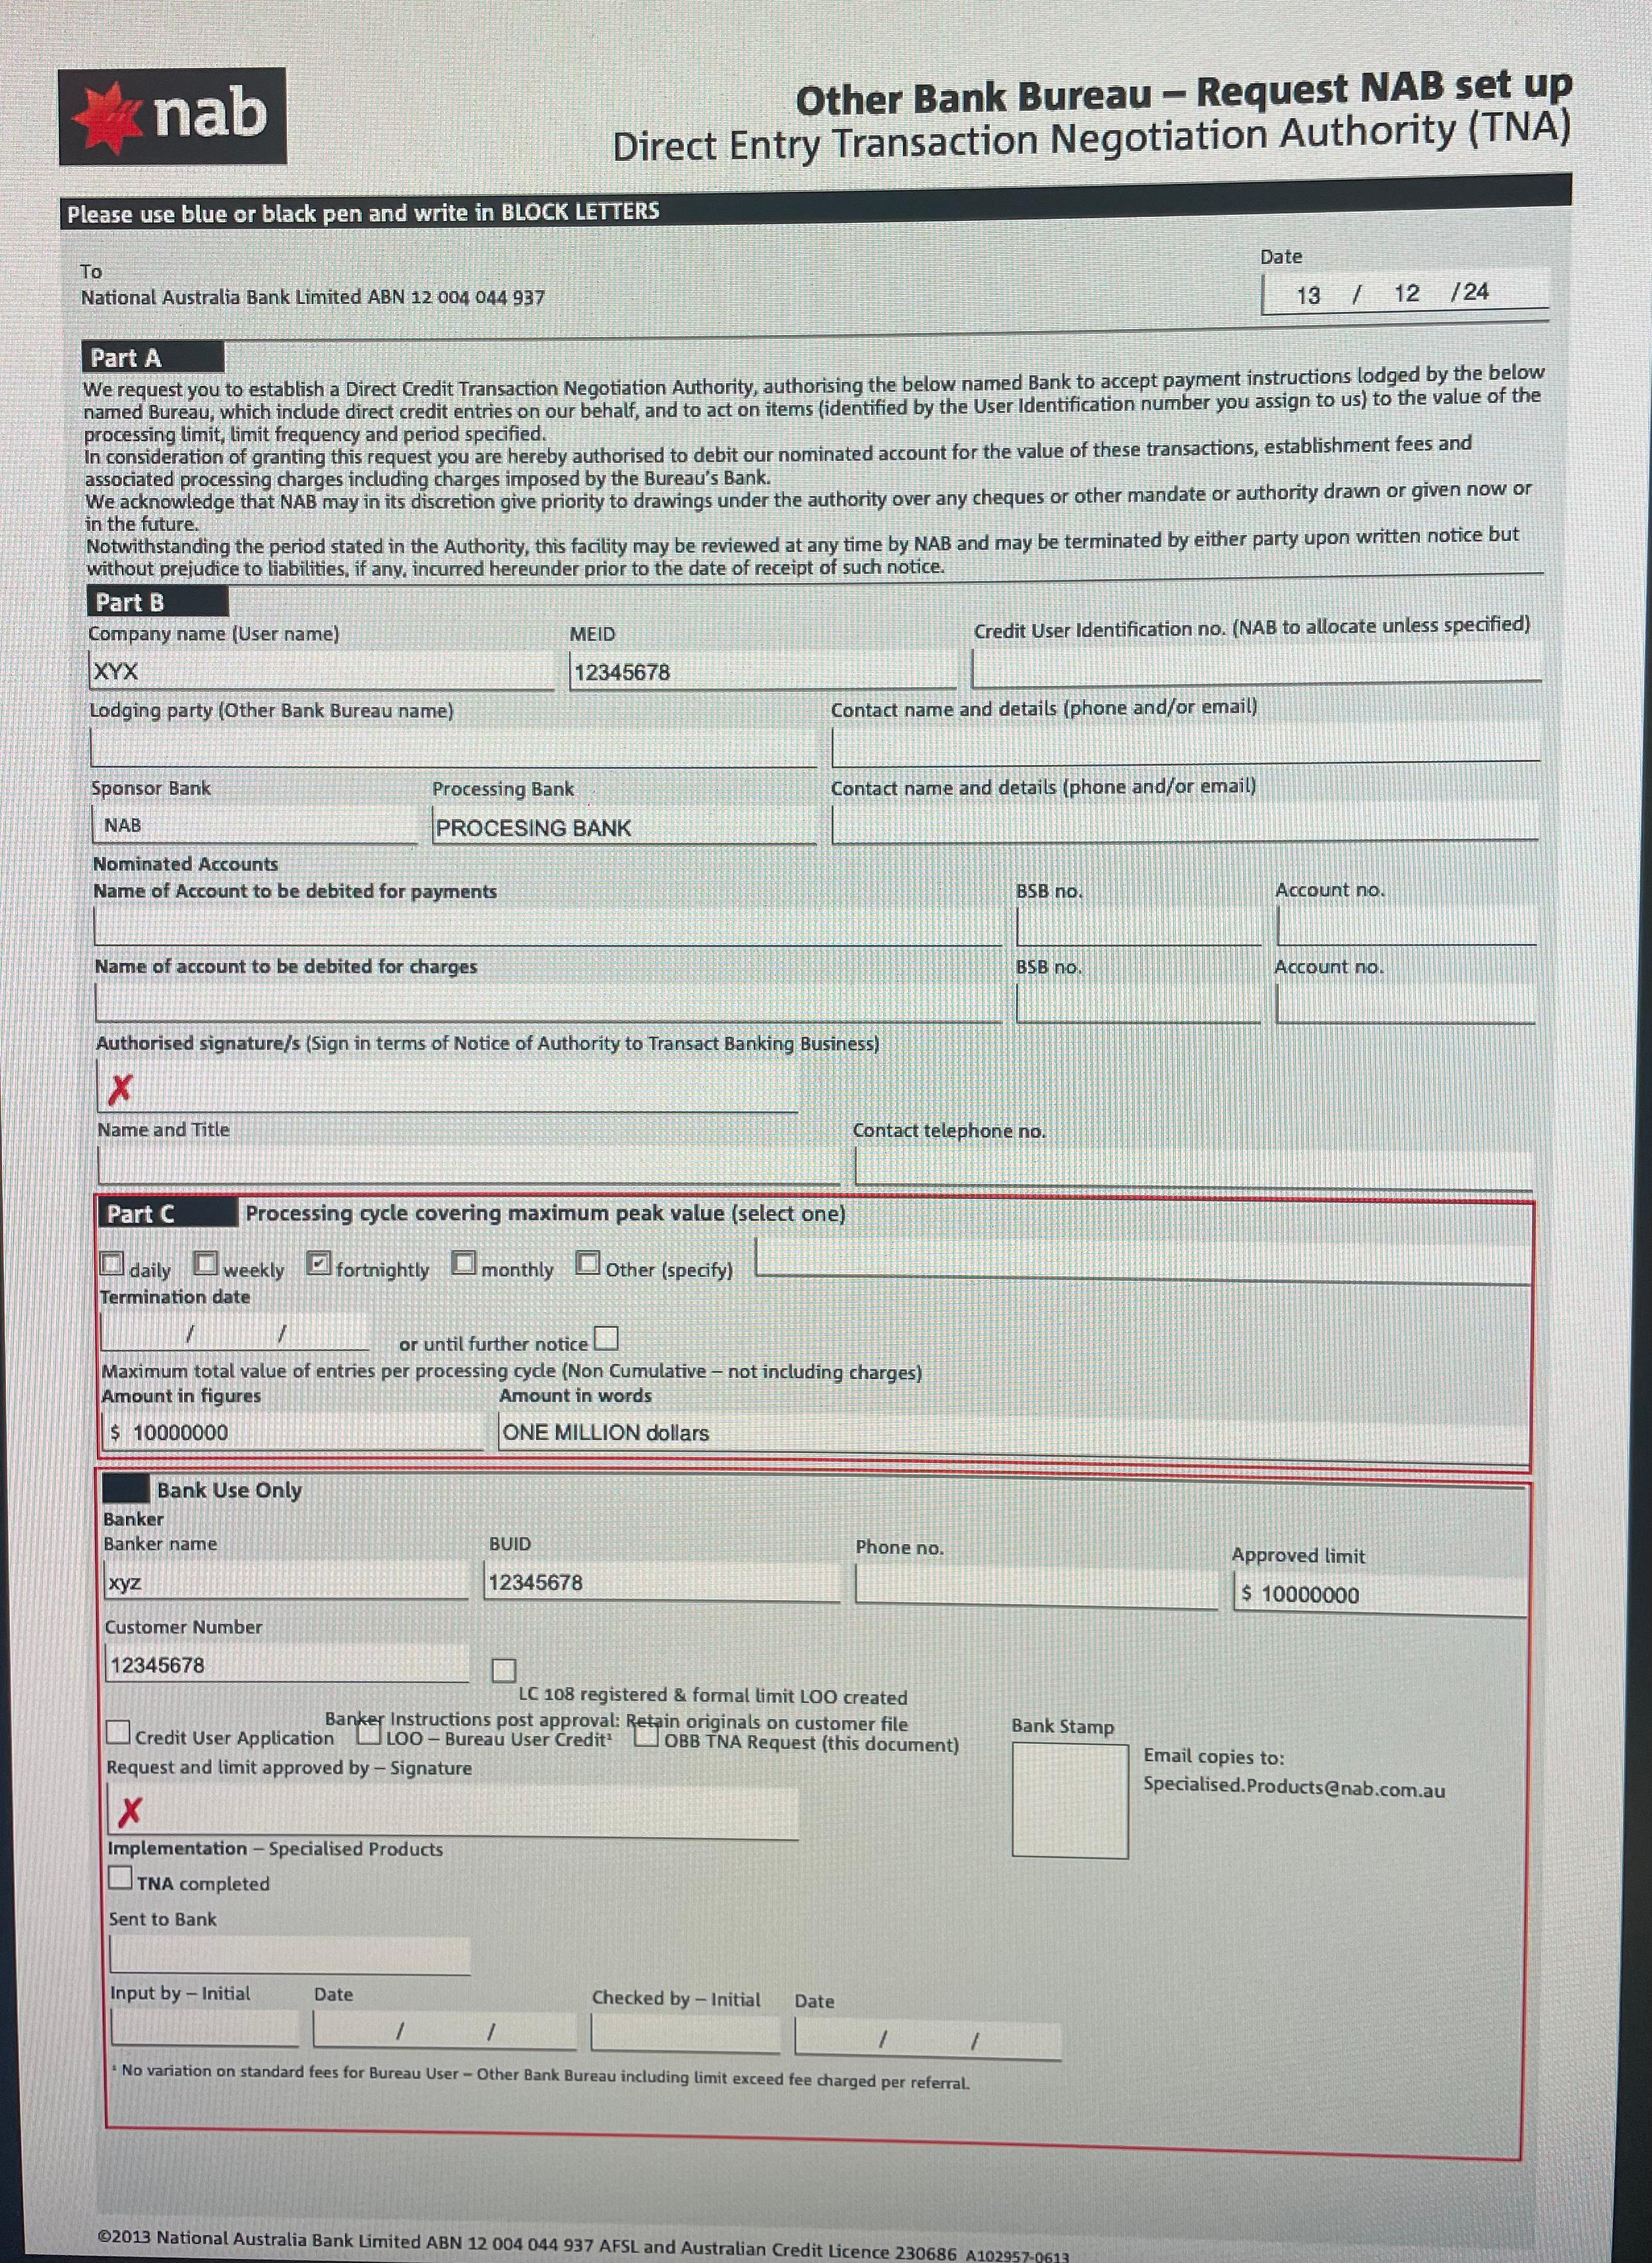 nab
Other Bank Bureau – Request NAB set up
Direct Entry Transaction Negotiation Authority (TNA)
Please use blue or black pen and write in BLOCK LETTERS
To
National Australia Bank Limited ABN 12 004 044 937
Date
13 / 12 /24
Part A
We request you to establish a Direct Credit Transaction Negotiation Authority, authorising the below named Bank to accept payment instructions lodged by the below
named Bureau, which include direct credit entries on our behalf, and to act on items (identified by the User Identification number you assign to us) to the value of the
processing limit, limit frequency and period specified.
In consideration of granting this request you are hereby authorised to debit our nominated account for the value of these transactions, establishment fees and
associated processing charges including charges imposed by the Bureau's Bank.
We acknowledge that NAB may in its discretion give priority to drawings under the authority over any cheques or other mandate or authority drawn or given now or
in the future.
Notwithstanding the period stated in the Authority, this facility may be reviewed at any time by NAB and may be terminated by either party upon written notice but
without prejudice to liabilities, if any, incurred hereunder prior to the date of receipt of such notice.
Part B
Company name (User name) MEID Credit User Identification no. (NAB to allocate unless specified)
XYX 12345678
Lodging party (Other Bank Bureau name) Contact name and details (phone and/or email)
Sponsor Bank Processing Bank Contact name and details (phone and/or email)
NAB PROCESING BANK
Nominated Accounts
Name of Account to be debited for payments BSB no. Account no.
Name of account to be debited for charges BSB no. Account no.
Authorised signature/s (Sign in terms of Notice of Authority to Transact Banking Business)
✗
Name and Title Contact telephone no.
Part C Processing cycle covering maximum peak value (select one)
daily weekly fortnightly monthly Other (specify)
Termination date
/ / or until further notice
Maximum total value of entries per processing cycle (Non Cumulative – not including charges)
Amount in figures Amount in words
$ 10000000 ONE MILLION dollars
Bank Use Only
Banker
Banker name BUID Phone no. Approved limit
xyz 12345678 $ 10000000
Customer Number
12345678
LC 108 registered & formal limit LOO created
Banker Instructions post approval: Retain originals on customer file
Credit User Application LOO – Bureau User Credit¹ OBB TNA Request (this document)
Bank Stamp
Email copies to:
Specialised.Products@nab.com.au
Request and limit approved by – Signature
✗
Implementation – Specialised Products
TNA completed
Sent to Bank
Input by – Initial Date Checked by – Initial Date
/ / / /
¹ No variation on standard fees for Bureau User – Other Bank Bureau including limit exceed fee charged per referral.
©2013 National Australia Bank Limited ABN 12 004 044 937 AFSL and Australian Credit Licence 230686 A102957-0613